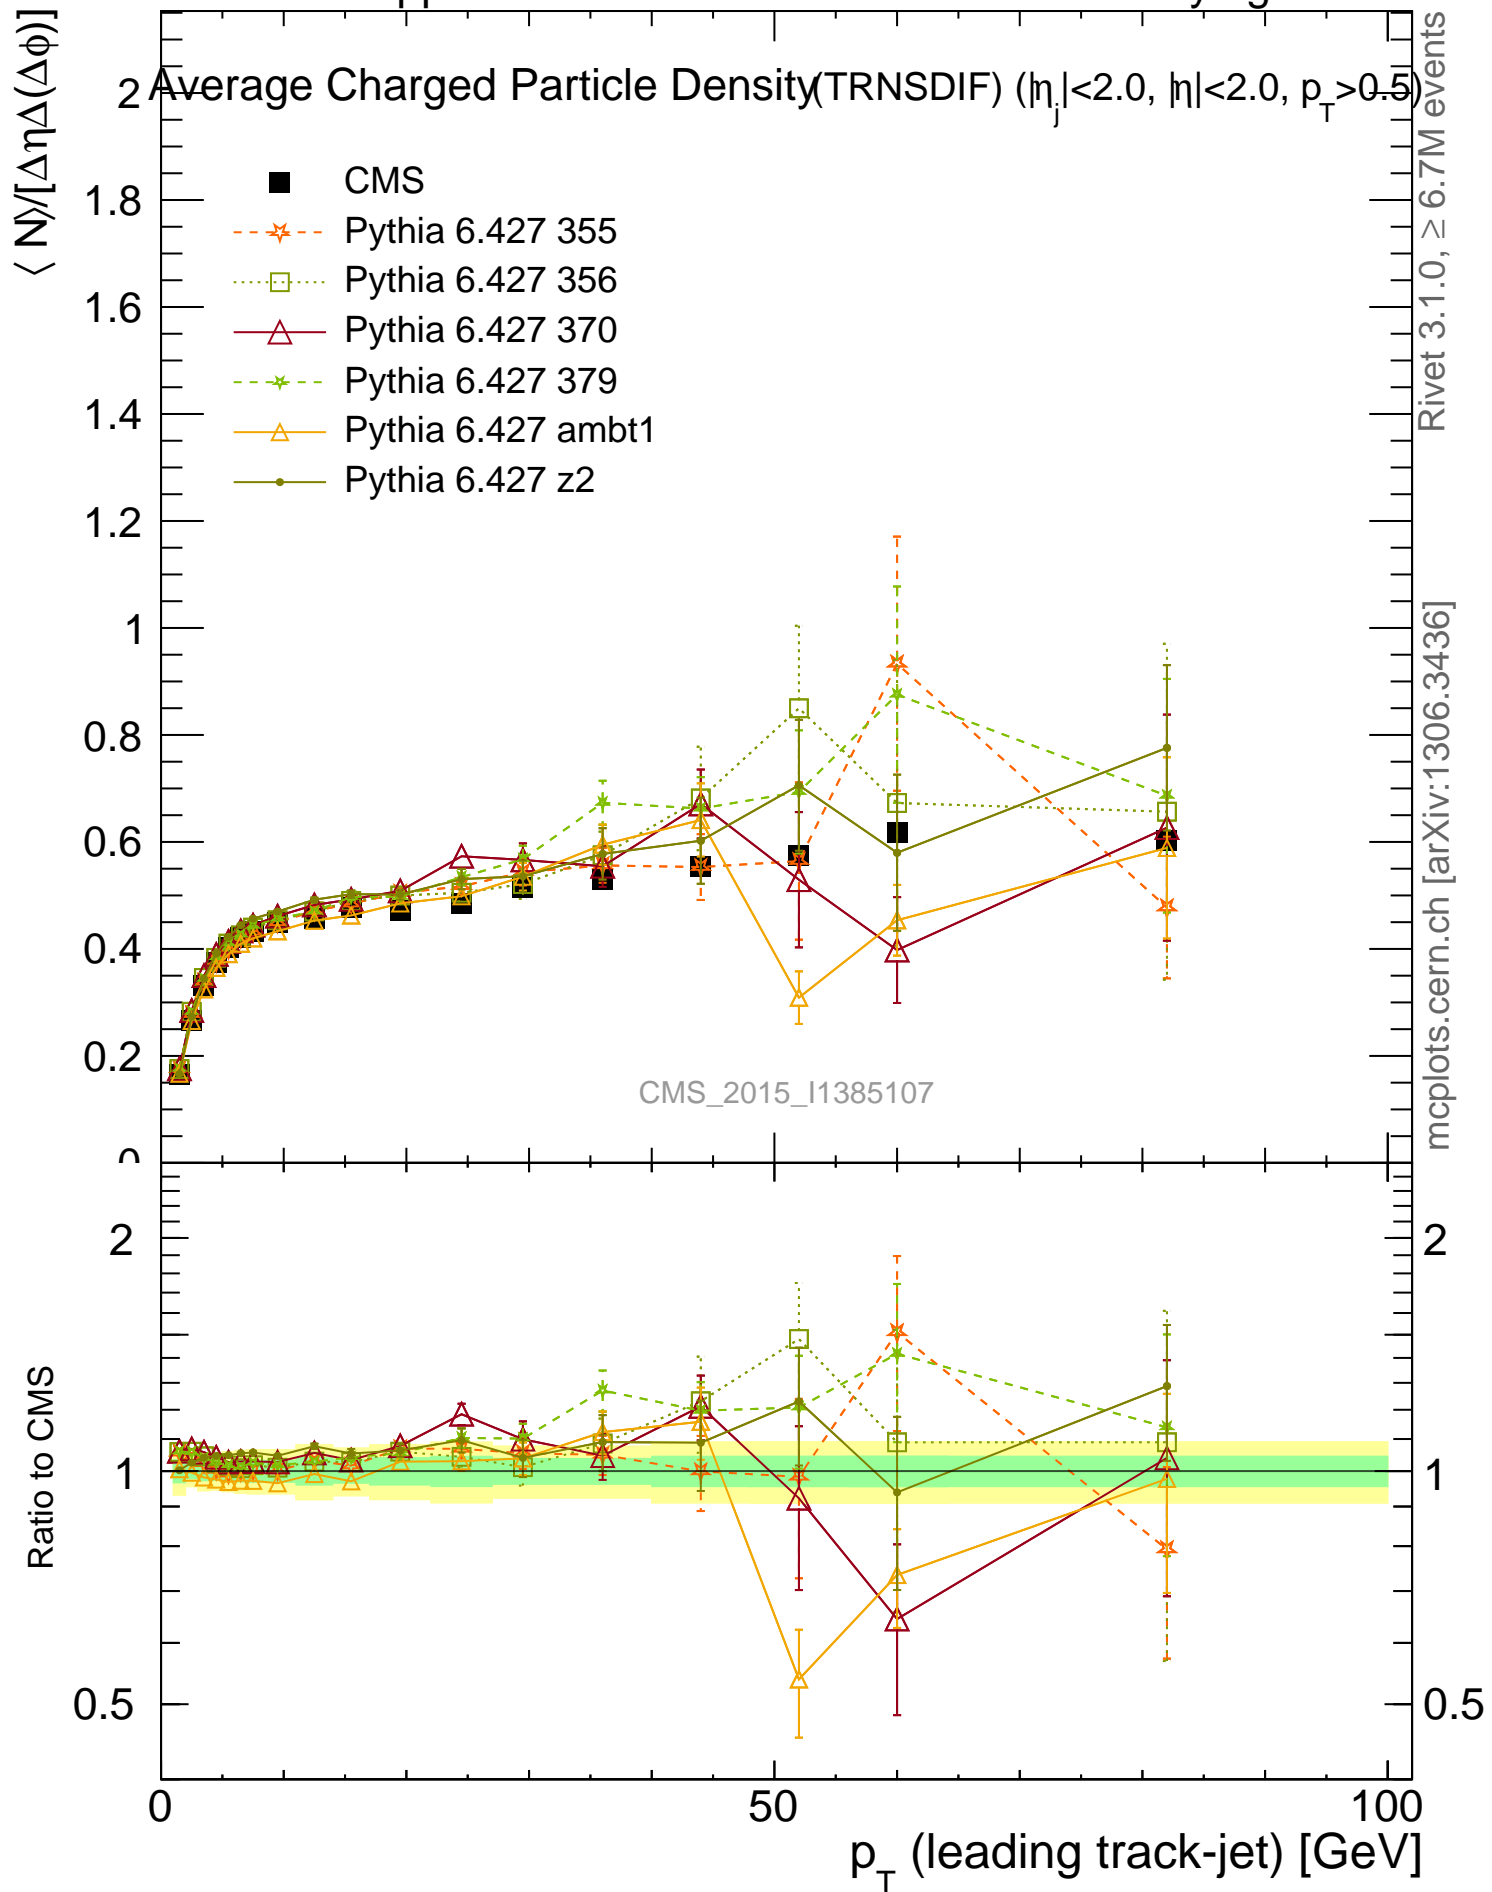 Average Charged Particle Density (TRNSDIF) (|η_j|<2.0, |η|<2.0, p_T>0.5)
⟨ N⟩/[ΔηΔ(Δφ)]
CMS
Pythia 6.427 355
Pythia 6.427 356
Pythia 6.427 370
Pythia 6.427 379
Pythia 6.427 ambt1
Pythia 6.427 z2
2
1.8
1.6
1.4
1.2
1
0.8
0.6
0.4
0.2
0
CMS_2015_I1385107
Rivet 3.1.0, ≥ 6.7M events
mcplots.cern.ch [arXiv:1306.3436]
Ratio to CMS
2
1
0.5
2
1
0.5
0
50
100
p_T (leading track-jet) [GeV]